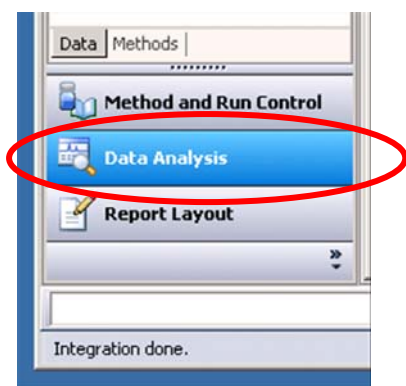 Data Methods
Method and Run Control
Data Analysis
Report Layout
Integration done.